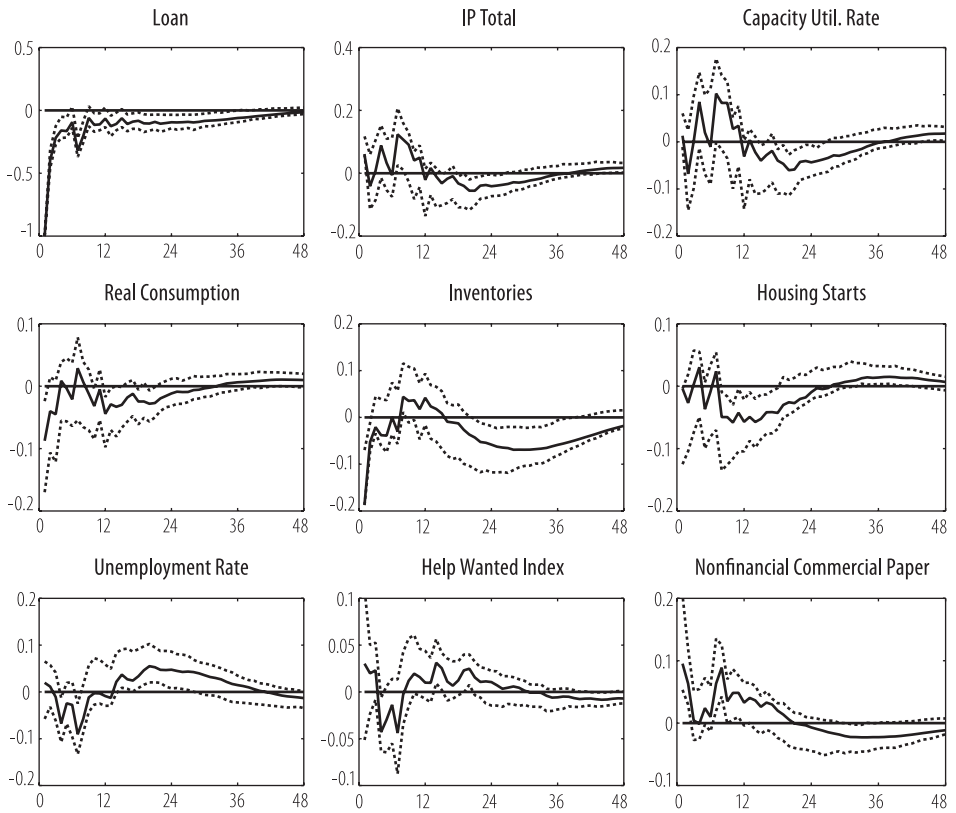 Loan
0.5
0
-0.5
-1
0 12 24 36 48
IP Total
0.4
0.2
0
-0.2
0 12 24 36 48
Capacity Util. Rate
0.2
0.1
0
-0.1
-0.2
0 12 24 36 48
Real Consumption
0.1
0
-0.1
-0.2
0 12 24 36 48
Inventories
0.2
0.1
0
-0.1
-0.2
0 12 24 36 48
Housing Starts
0.1
0
-0.1
-0.2
0 12 24 36 48
Unemployment Rate
0.2
0.1
0
-0.1
-0.2
0 12 24 36 48
Help Wanted Index
0.1
0.05
0
-0.05
-0.1
0 12 24 36 48
Nonfinancial Commercial Paper
0.2
0.1
0
-0.1
0 12 24 36 48